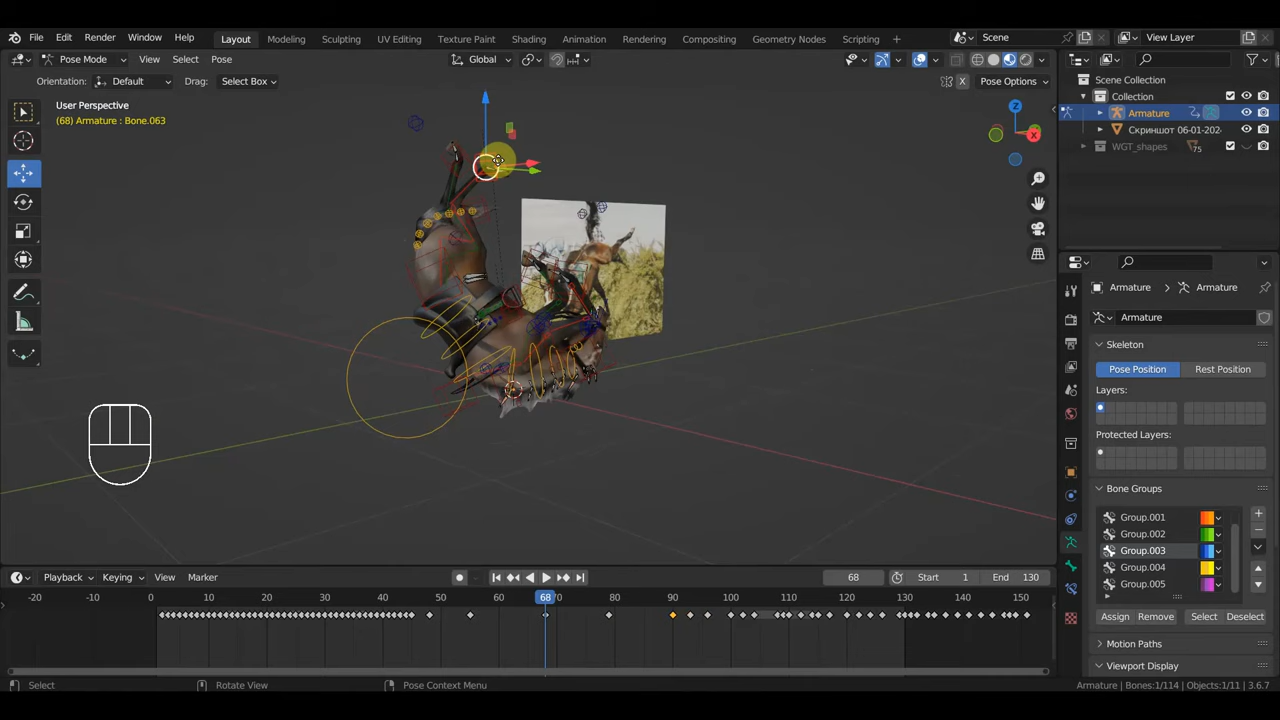 File Edit Render Window Help Layout Modeling Sculpting UV Editing Texture Paint Shading Animation Rendering Compositing Geometry Nodes Scripting + Scene View Layer
Pose Mode View Select Pose Global
Orientation: Default Drag: Select Box X Pose Options
User Perspective
(68) Armature : Bone.063
Z
X
Scene Collection
Collection
Armature
Скриншот 06-01-202
WGT_shapes 75
Armature > Armature
Armature
Skeleton
Pose Position Rest Position
Layers:
Protected Layers:
Bone Groups
Group.001
Group.002
Group.003
Group.004
Group.005
Assign Remove Select Deselect
Motion Paths
Viewport Display
Playback Keying View Marker 68 Start 1 End 130
-20 -10 0 10 20 30 40 50 60 68 70 80 90 100 110 120 130 140 150
Select Rotate View Pose Context Menu Armature | Bones:1/114 | Objects:1/11 | 3.6.7